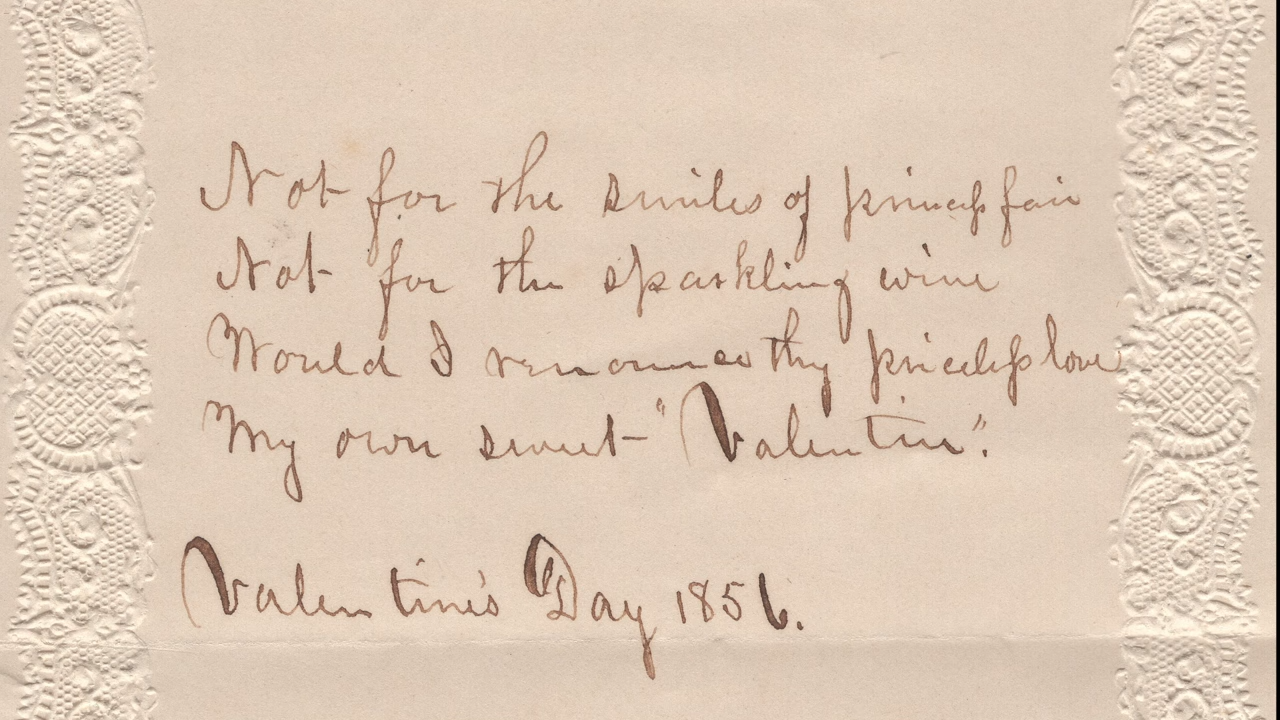 Not for the smiles of princess fair
Not for the sparkling wine
Would I renounce thy priceless love
My own sweet "Valentine".
Valentine's Day 1856.